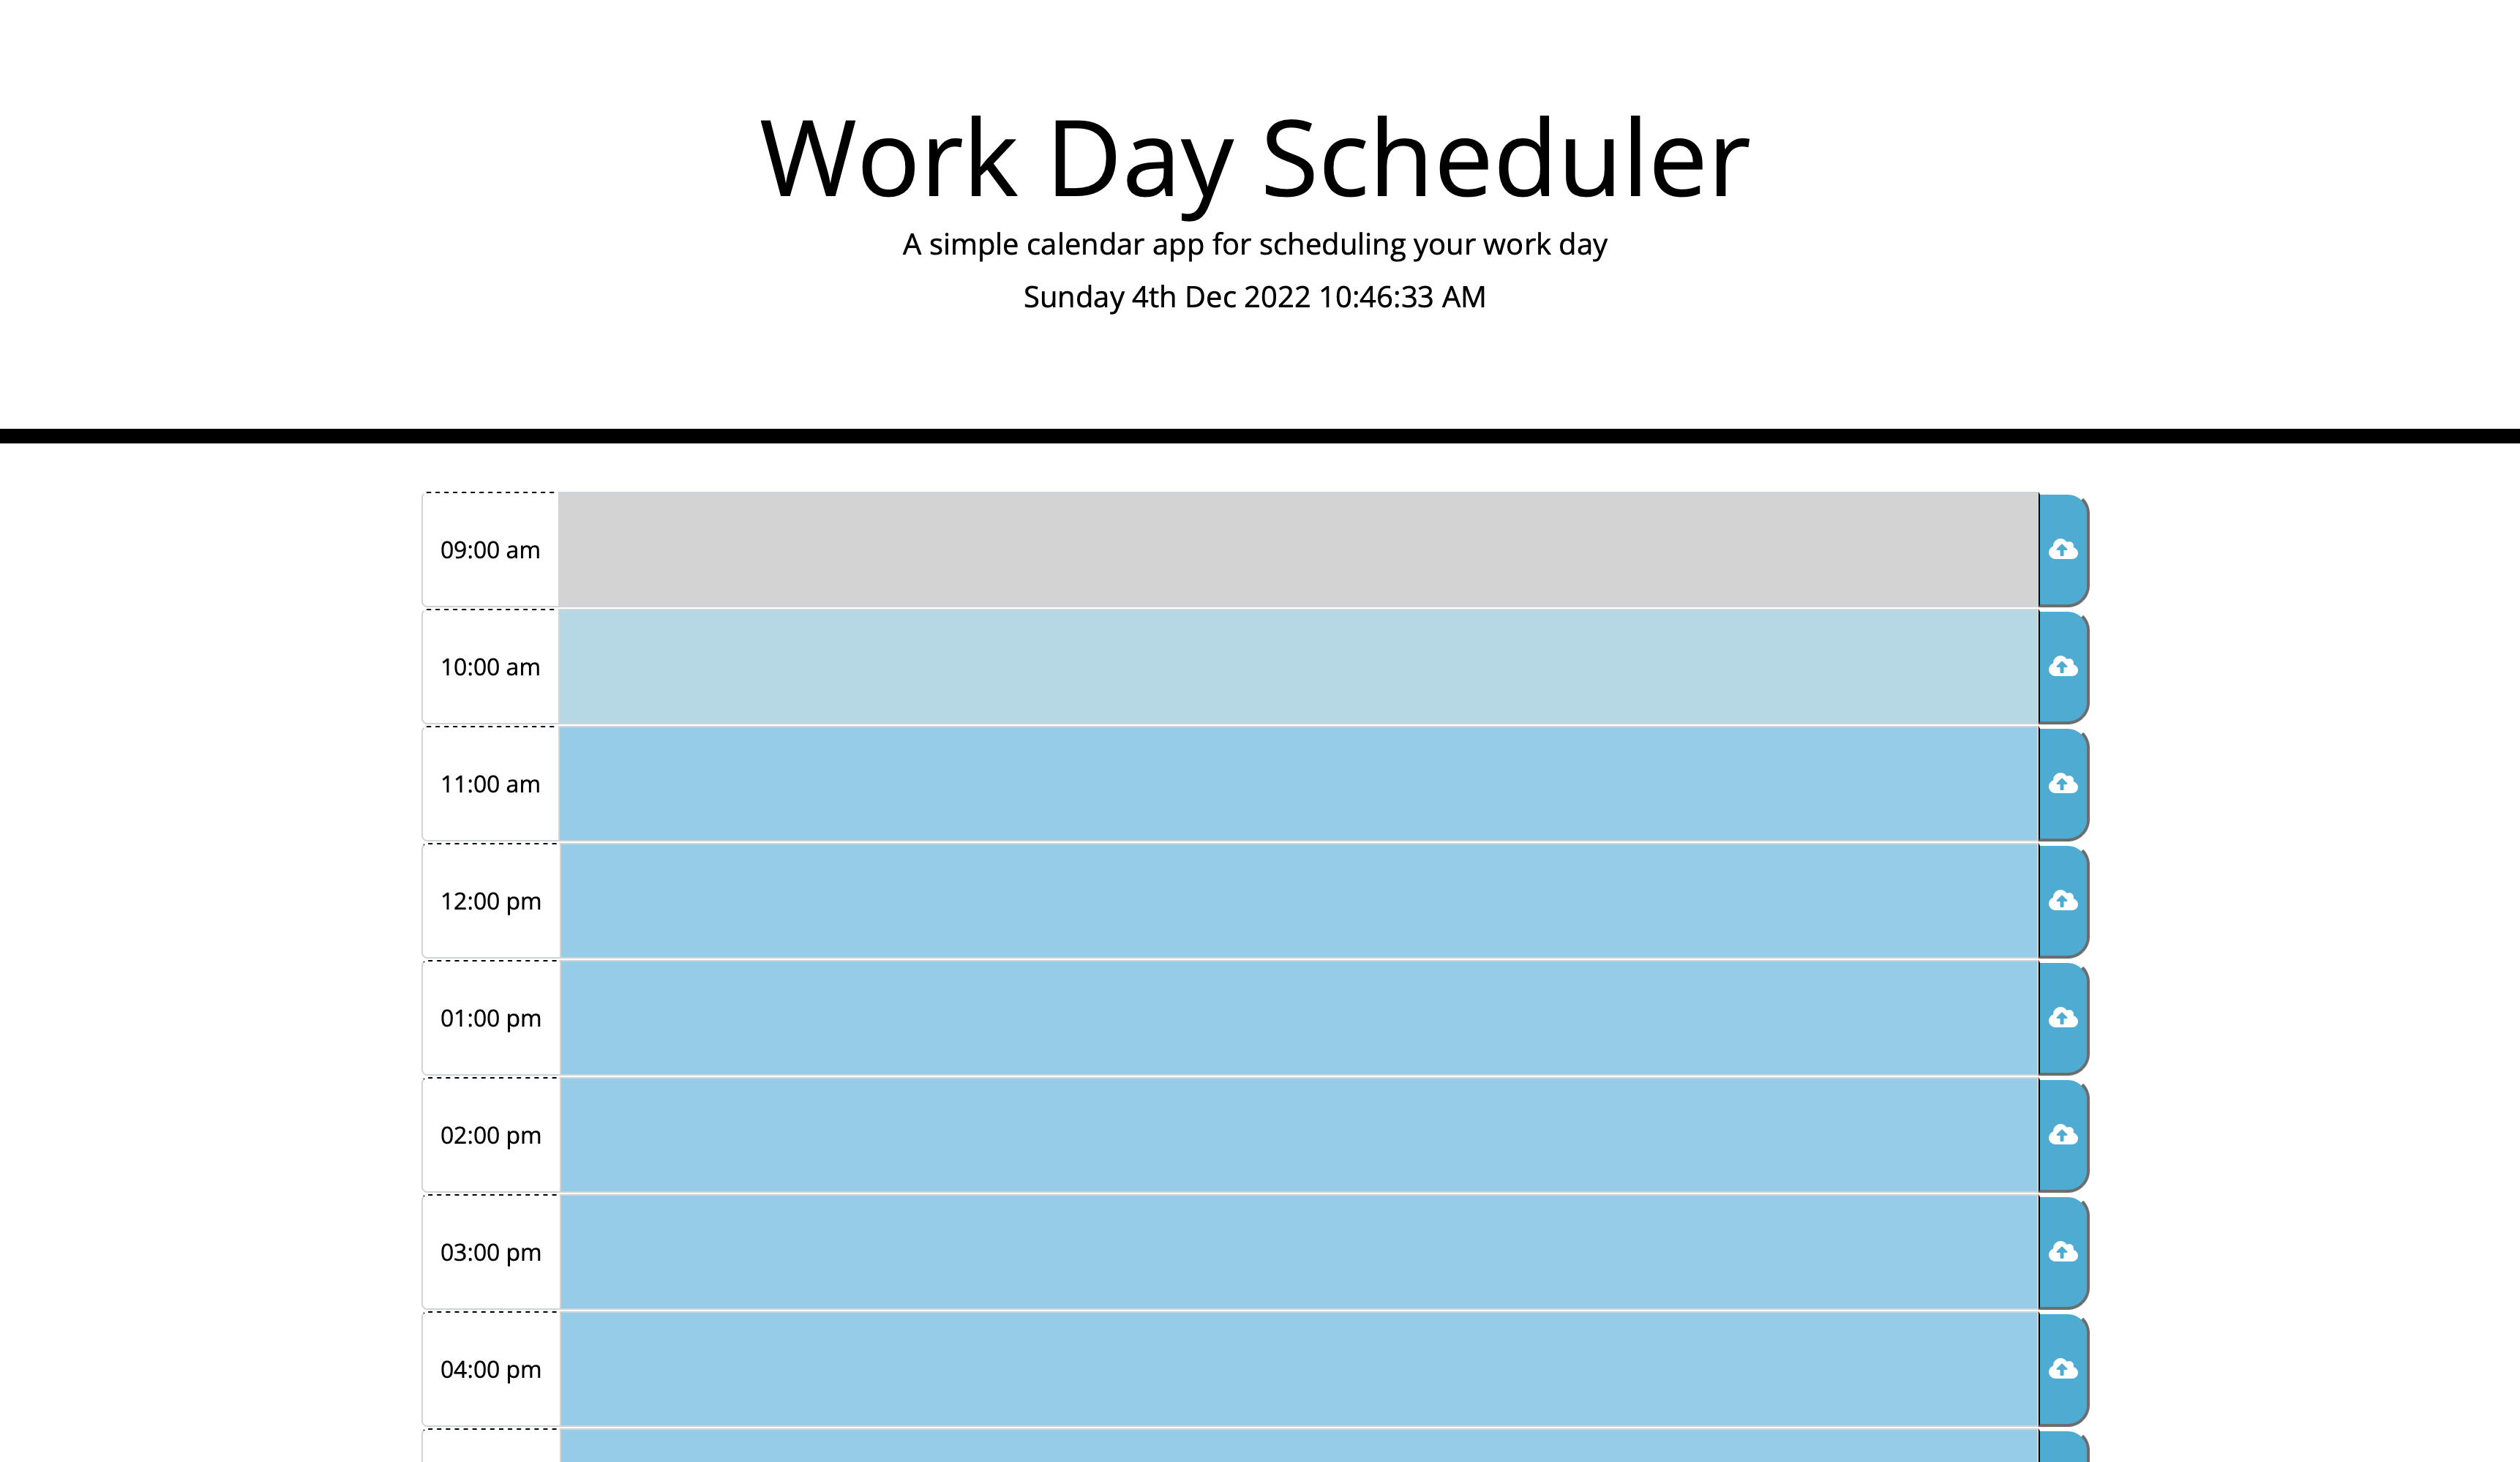 Work Day Scheduler
A simple calendar app for scheduling your work day
Sunday 4th Dec 2022 10:46:33 AM
09:00 am
10:00 am
11:00 am
12:00 pm
01:00 pm
02:00 pm
03:00 pm
04:00 pm